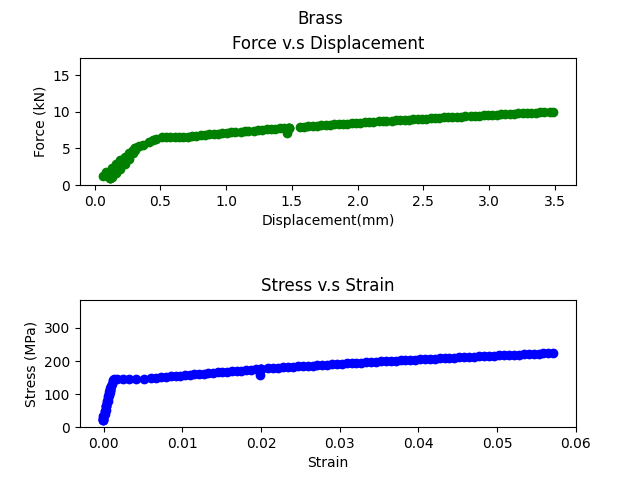 Brass
Force v.s Displacement
15
10
5
0
Force (kN)
0.0 0.5 1.0 1.5 2.0 2.5 3.0 3.5
Displacement(mm)
Stress v.s Strain
300
200
100
0
Stress (MPa)
0.00 0.01 0.02 0.03 0.04 0.05 0.06
Strain